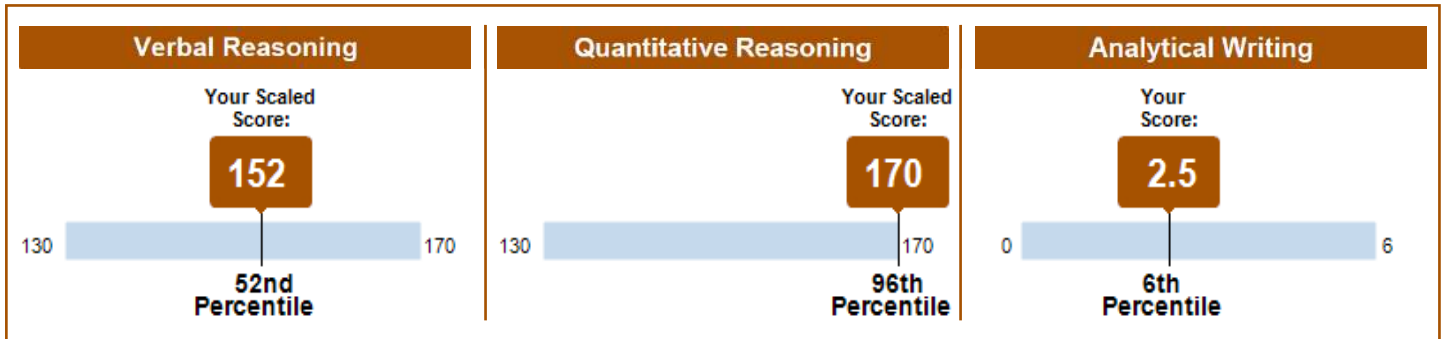 Verbal Reasoning
Your Scaled
Score:
152
130
170
52nd
Percentile
Quantitative Reasoning
Your Scaled
Score:
170
130
170
96th
Percentile
Analytical Writing
Your
Score:
2.5
0
6
6th
Percentile